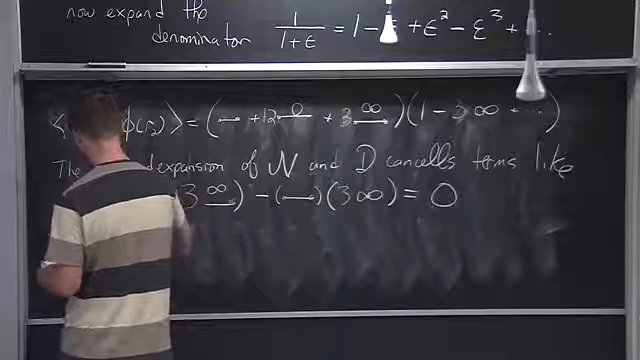 now expand the
denominator 1/(1+ε) = 1 - ε + ε² - ε³ + ...
ϕ(r₂)⟩ = ( + 12 + 3 ∞ )(1 - 3 ∞ ...)
The expansion of N and D cancells terms like
(3 ∞) - ( )(3 ∞) = 0